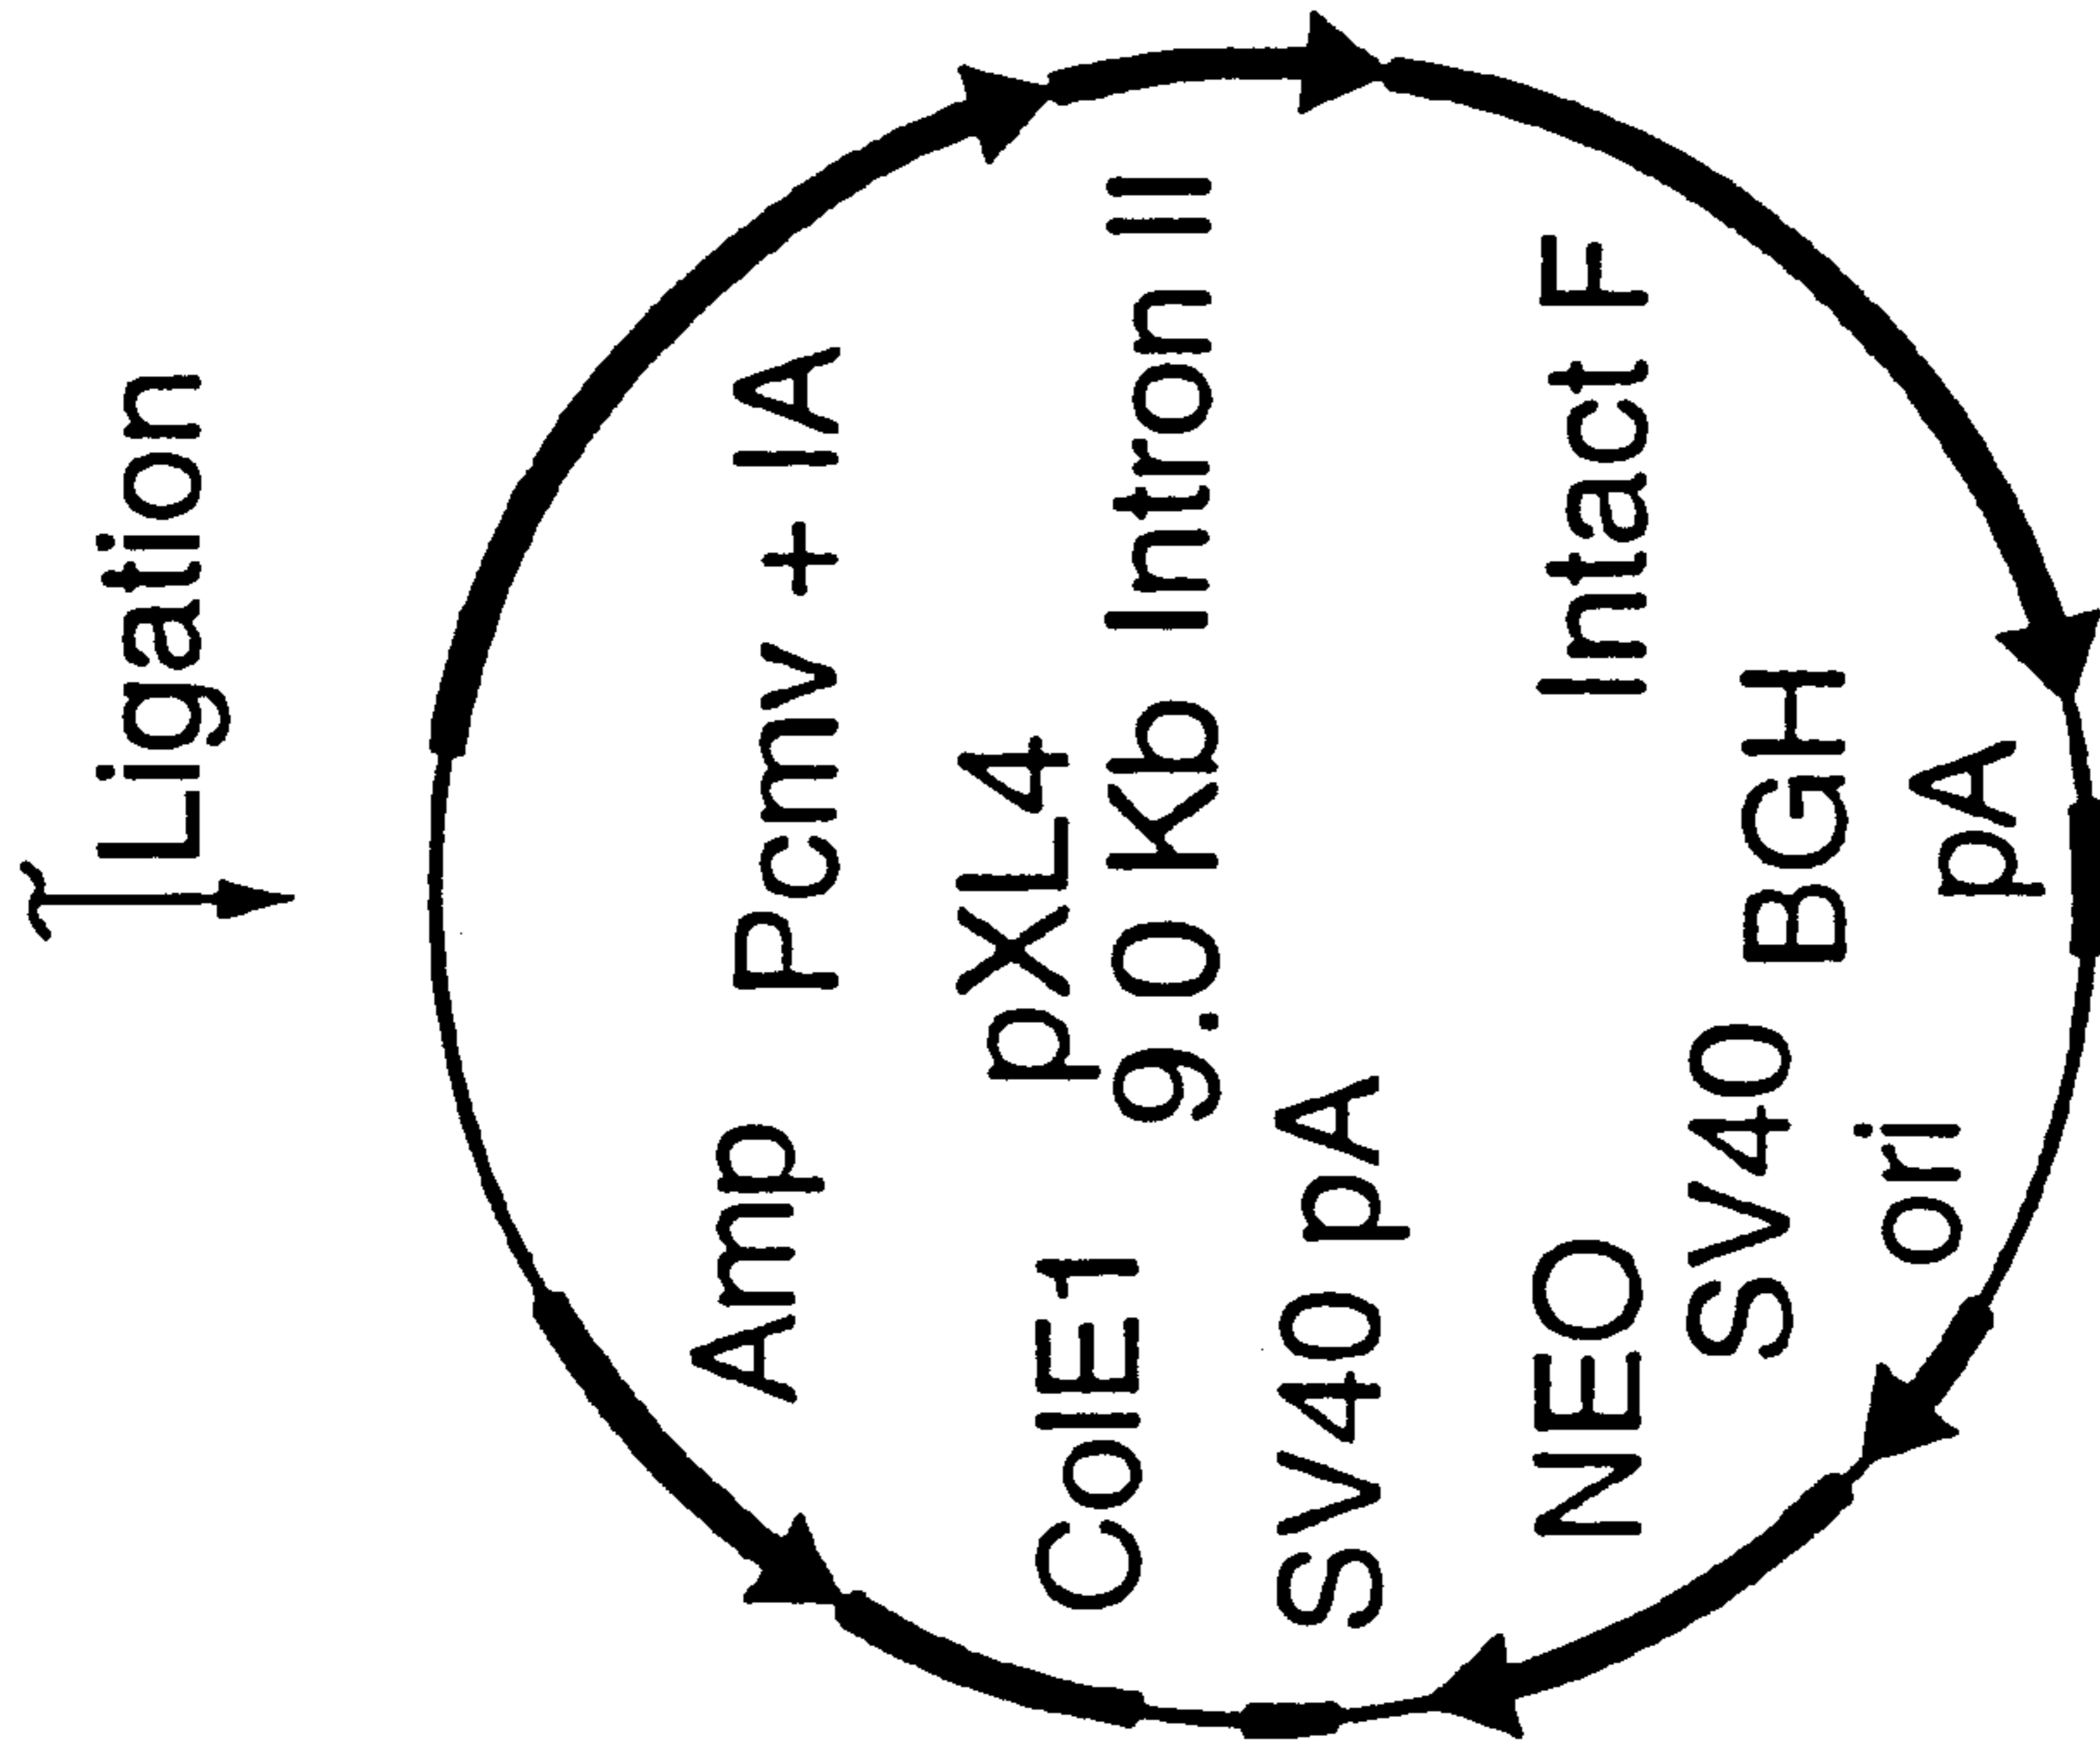 Ligation
Amp
Pcmv + IA
pXL4
9.0 Kb
Intron II
ColE1
SV40 pA
Intact F
NEO
SV40
ori
BGH
pA